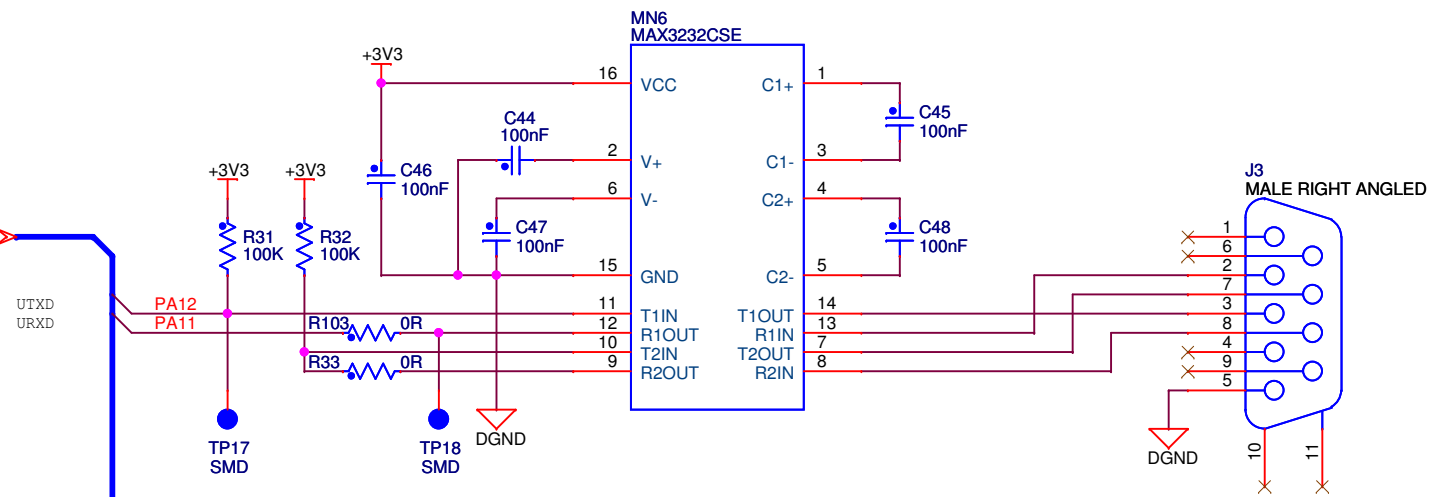 MN6
MAX3232CSE
+3V3
16
VCC
C1+
1
C44
100nF
C45
100nF
2
V+
C1-
3
+3V3
+3V3
C46
100nF
6
V-
C2+
4
J3
MALE RIGHT ANGLED
R31
100K
R32
100K
C47
100nF
C48
100nF
1
6
15
GND
C2-
5
2
7
UTXD
PA12
11
T1IN
T1OUT
14
3
URXD
PA11
R103
0R
12
R1OUT
R1IN
13
8
10
T2IN
T2OUT
7
4
R33
0R
9
R2OUT
R2IN
8
9
5
TP17
SMD
TP18
SMD
DGND
DGND
10
11